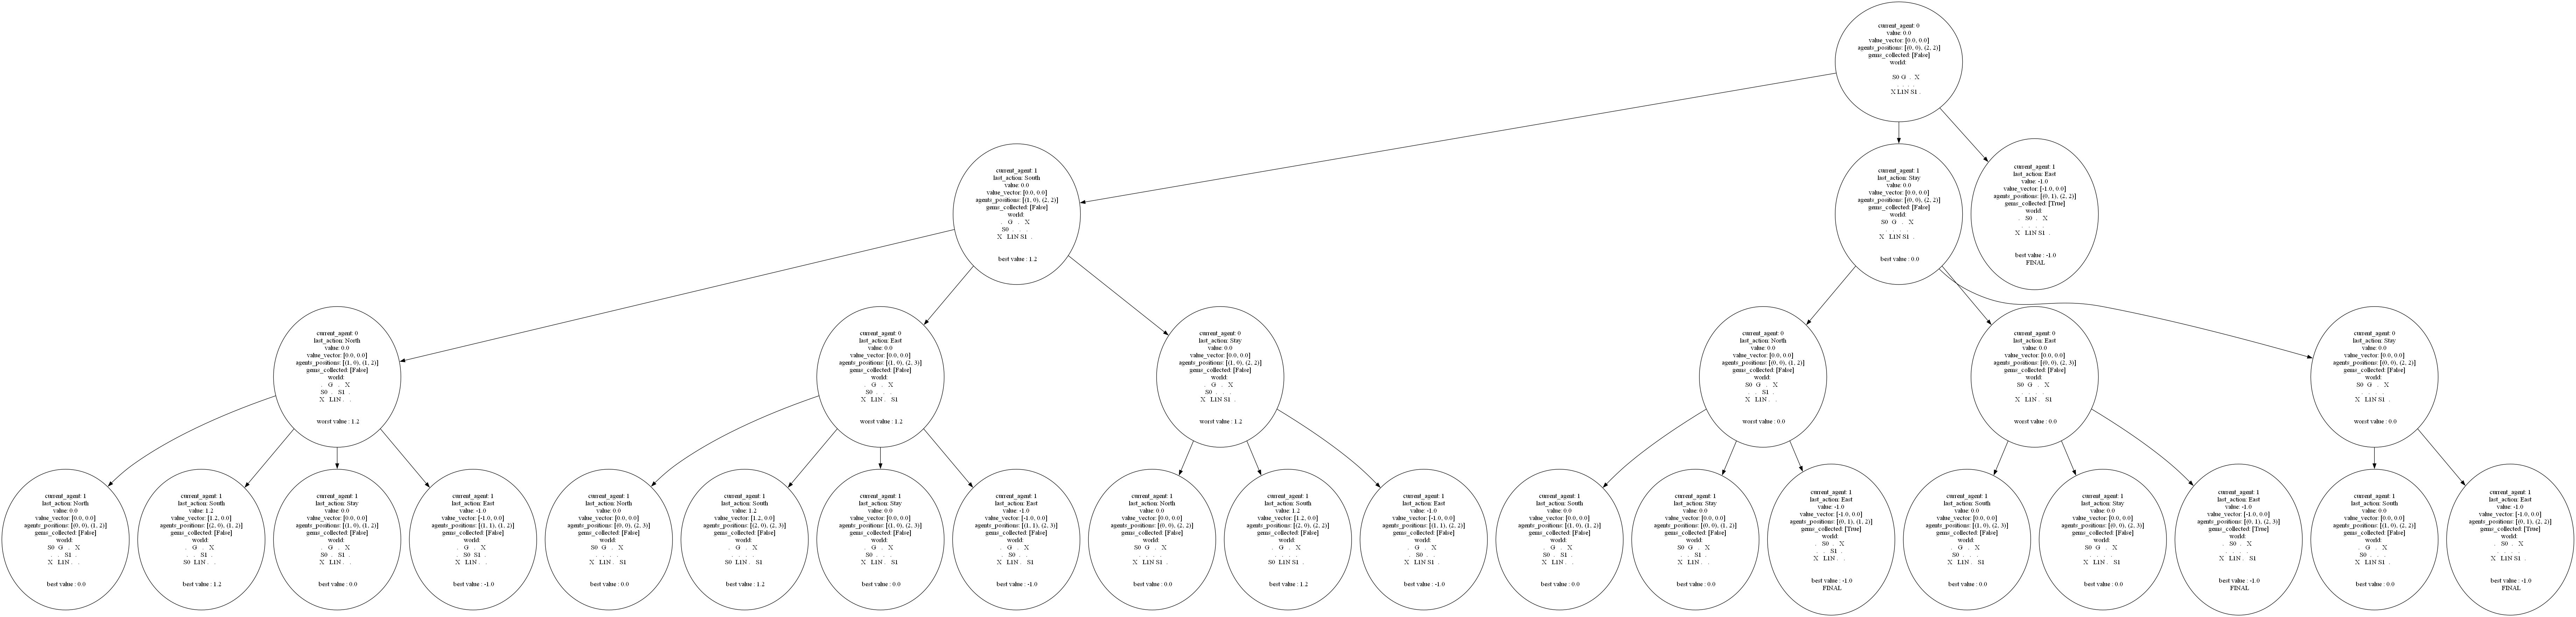 current_agent: 0
value: 0.0
value_vector: [0.0, 0.0]
agents_positions: [(0, 0), (2, 2)]
gems_collected: [False]
world:
S0 G . X
. . . .
X L1N S1 .
current_agent: 1
last_action: South
value: 0.0
value_vector: [0.0, 0.0]
agents_positions: [(1, 0), (2, 2)]
gems_collected: [False]
world:
. G . X
S0 . . .
X L1N S1 .
best value : 1.2
current_agent: 1
last_action: Stay
value: 0.0
value_vector: [0.0, 0.0]
agents_positions: [(0, 0), (2, 2)]
gems_collected: [False]
world:
S0 G . X
. . . .
X L1N S1 .
best value : 0.0
current_agent: 1
last_action: East
value: -1.0
value_vector: [-1.0, 0.0]
agents_positions: [(0, 1), (2, 2)]
gems_collected: [True]
world:
. S0 . X
. . . .
X L1N S1 .
best value : -1.0
FINAL
current_agent: 0
last_action: North
value: 0.0
value_vector: [0.0, 0.0]
agents_positions: [(1, 0), (1, 2)]
gems_collected: [False]
world:
. G . X
S0 . S1 .
X L1N . .
worst value : 1.2
current_agent: 0
last_action: East
value: 0.0
value_vector: [0.0, 0.0]
agents_positions: [(1, 0), (2, 3)]
gems_collected: [False]
world:
. G . X
S0 . . .
X L1N . S1
worst value : 1.2
current_agent: 0
last_action: Stay
value: 0.0
value_vector: [0.0, 0.0]
agents_positions: [(1, 0), (2, 2)]
gems_collected: [False]
world:
. G . X
S0 . . .
X L1N S1 .
worst value : 1.2
current_agent: 0
last_action: North
value: 0.0
value_vector: [0.0, 0.0]
agents_positions: [(0, 0), (1, 2)]
gems_collected: [False]
world:
S0 G . X
. . S1 .
X L1N . .
worst value : 0.0
current_agent: 0
last_action: East
value: 0.0
value_vector: [0.0, 0.0]
agents_positions: [(0, 0), (2, 3)]
gems_collected: [False]
world:
S0 G . X
. . . .
X L1N . S1
worst value : 0.0
current_agent: 0
last_action: Stay
value: 0.0
value_vector: [0.0, 0.0]
agents_positions: [(0, 0), (2, 2)]
gems_collected: [False]
world:
S0 G . X
. . . .
X L1N S1 .
worst value : 0.0
current_agent: 1
last_action: North
value: 0.0
value_vector: [0.0, 0.0]
agents_positions: [(0, 0), (1, 2)]
gems_collected: [False]
world:
S0 G . X
. . S1 .
X L1N . .
best value : 0.0
current_agent: 1
last_action: South
value: 1.2
value_vector: [1.2, 0.0]
agents_positions: [(2, 0), (1, 2)]
gems_collected: [False]
world:
. G . X
. . S1 .
S0 L1N . .
best value : 1.2
current_agent: 1
last_action: Stay
value: 0.0
value_vector: [0.0, 0.0]
agents_positions: [(1, 0), (1, 2)]
gems_collected: [False]
world:
. G . X
S0 . S1 .
X L1N . .
best value : 0.0
current_agent: 1
last_action: East
value: -1.0
value_vector: [-1.0, 0.0]
agents_positions: [(1, 1), (1, 2)]
gems_collected: [False]
world:
. G . X
. S0 S1 .
X L1N . .
best value : -1.0
current_agent: 1
last_action: North
value: 0.0
value_vector: [0.0, 0.0]
agents_positions: [(0, 0), (2, 3)]
gems_collected: [False]
world:
S0 G . X
. . . .
X L1N . S1
best value : 0.0
current_agent: 1
last_action: South
value: 1.2
value_vector: [1.2, 0.0]
agents_positions: [(2, 0), (2, 3)]
gems_collected: [False]
world:
. G . X
. . . .
S0 L1N . S1
best value : 1.2
current_agent: 1
last_action: Stay
value: 0.0
value_vector: [0.0, 0.0]
agents_positions: [(1, 0), (2, 3)]
gems_collected: [False]
world:
. G . X
S0 . . .
X L1N . S1
best value : 0.0
current_agent: 1
last_action: East
value: -1.0
value_vector: [-1.0, 0.0]
agents_positions: [(1, 1), (2, 3)]
gems_collected: [False]
world:
. G . X
. S0 . .
X L1N . S1
best value : -1.0
current_agent: 1
last_action: North
value: 0.0
value_vector: [0.0, 0.0]
agents_positions: [(0, 0), (2, 2)]
gems_collected: [False]
world:
S0 G . X
. . . .
X L1N S1 .
best value : 0.0
current_agent: 1
last_action: South
value: 1.2
value_vector: [1.2, 0.0]
agents_positions: [(2, 0), (2, 2)]
gems_collected: [False]
world:
. G . X
. . . .
S0 L1N S1 .
best value : 1.2
current_agent: 1
last_action: East
value: -1.0
value_vector: [-1.0, 0.0]
agents_positions: [(1, 1), (2, 2)]
gems_collected: [False]
world:
. G . X
. S0 . .
X L1N S1 .
best value : -1.0
current_agent: 1
last_action: South
value: 0.0
value_vector: [0.0, 0.0]
agents_positions: [(1, 0), (1, 2)]
gems_collected: [False]
world:
. G . X
S0 . S1 .
X L1N . .
best value : 0.0
current_agent: 1
last_action: Stay
value: 0.0
value_vector: [0.0, 0.0]
agents_positions: [(0, 0), (1, 2)]
gems_collected: [False]
world:
S0 G . X
. . S1 .
X L1N . .
best value : 0.0
current_agent: 1
last_action: East
value: -1.0
value_vector: [-1.0, 0.0]
agents_positions: [(0, 1), (1, 2)]
gems_collected: [True]
world:
. S0 . X
. . S1 .
X L1N . .
best value : -1.0
FINAL
current_agent: 1
last_action: South
value: 0.0
value_vector: [0.0, 0.0]
agents_positions: [(1, 0), (2, 3)]
gems_collected: [False]
world:
. G . X
S0 . . .
X L1N . S1
best value : 0.0
current_agent: 1
last_action: Stay
value: 0.0
value_vector: [0.0, 0.0]
agents_positions: [(0, 0), (2, 3)]
gems_collected: [False]
world:
S0 G . X
. . . .
X L1N . S1
best value : 0.0
current_agent: 1
last_action: East
value: -1.0
value_vector: [-1.0, 0.0]
agents_positions: [(0, 1), (2, 3)]
gems_collected: [True]
world:
. S0 . X
. . . .
X L1N . S1
best value : -1.0
FINAL
current_agent: 1
last_action: South
value: 0.0
value_vector: [0.0, 0.0]
agents_positions: [(1, 0), (2, 2)]
gems_collected: [False]
world:
. G . X
S0 . . .
X L1N S1 .
best value : 0.0
current_agent: 1
last_action: East
value: -1.0
value_vector: [-1.0, 0.0]
agents_positions: [(0, 1), (2, 2)]
gems_collected: [True]
world:
. S0 . X
. . . .
X L1N S1 .
best value : -1.0
FINAL